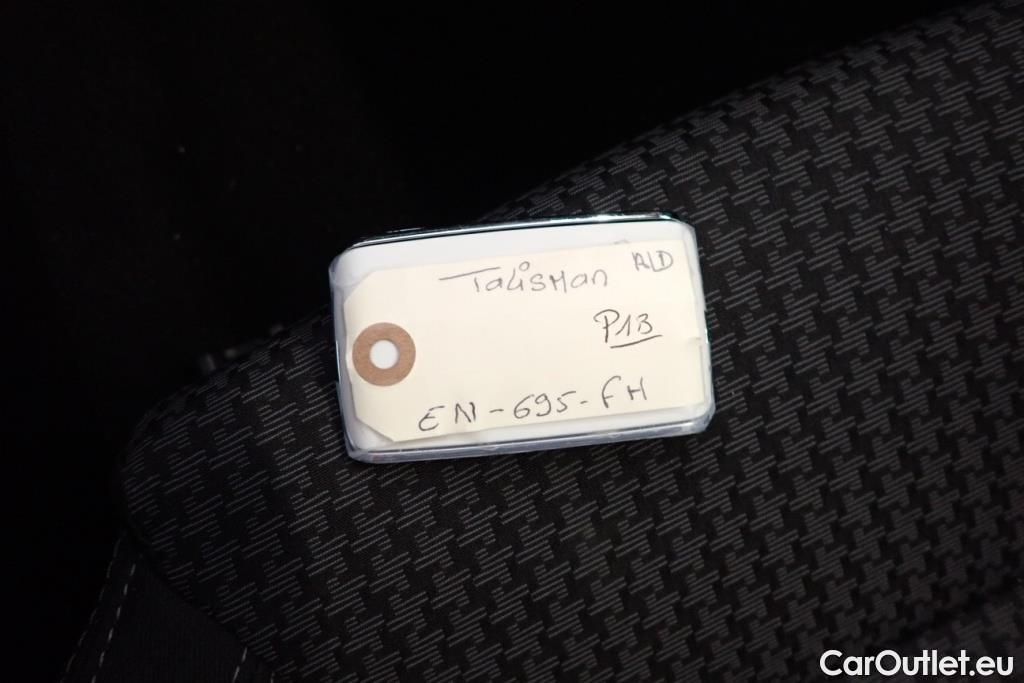 Talisman ALD
P13
EN-695-FH
CarOutlet.eu